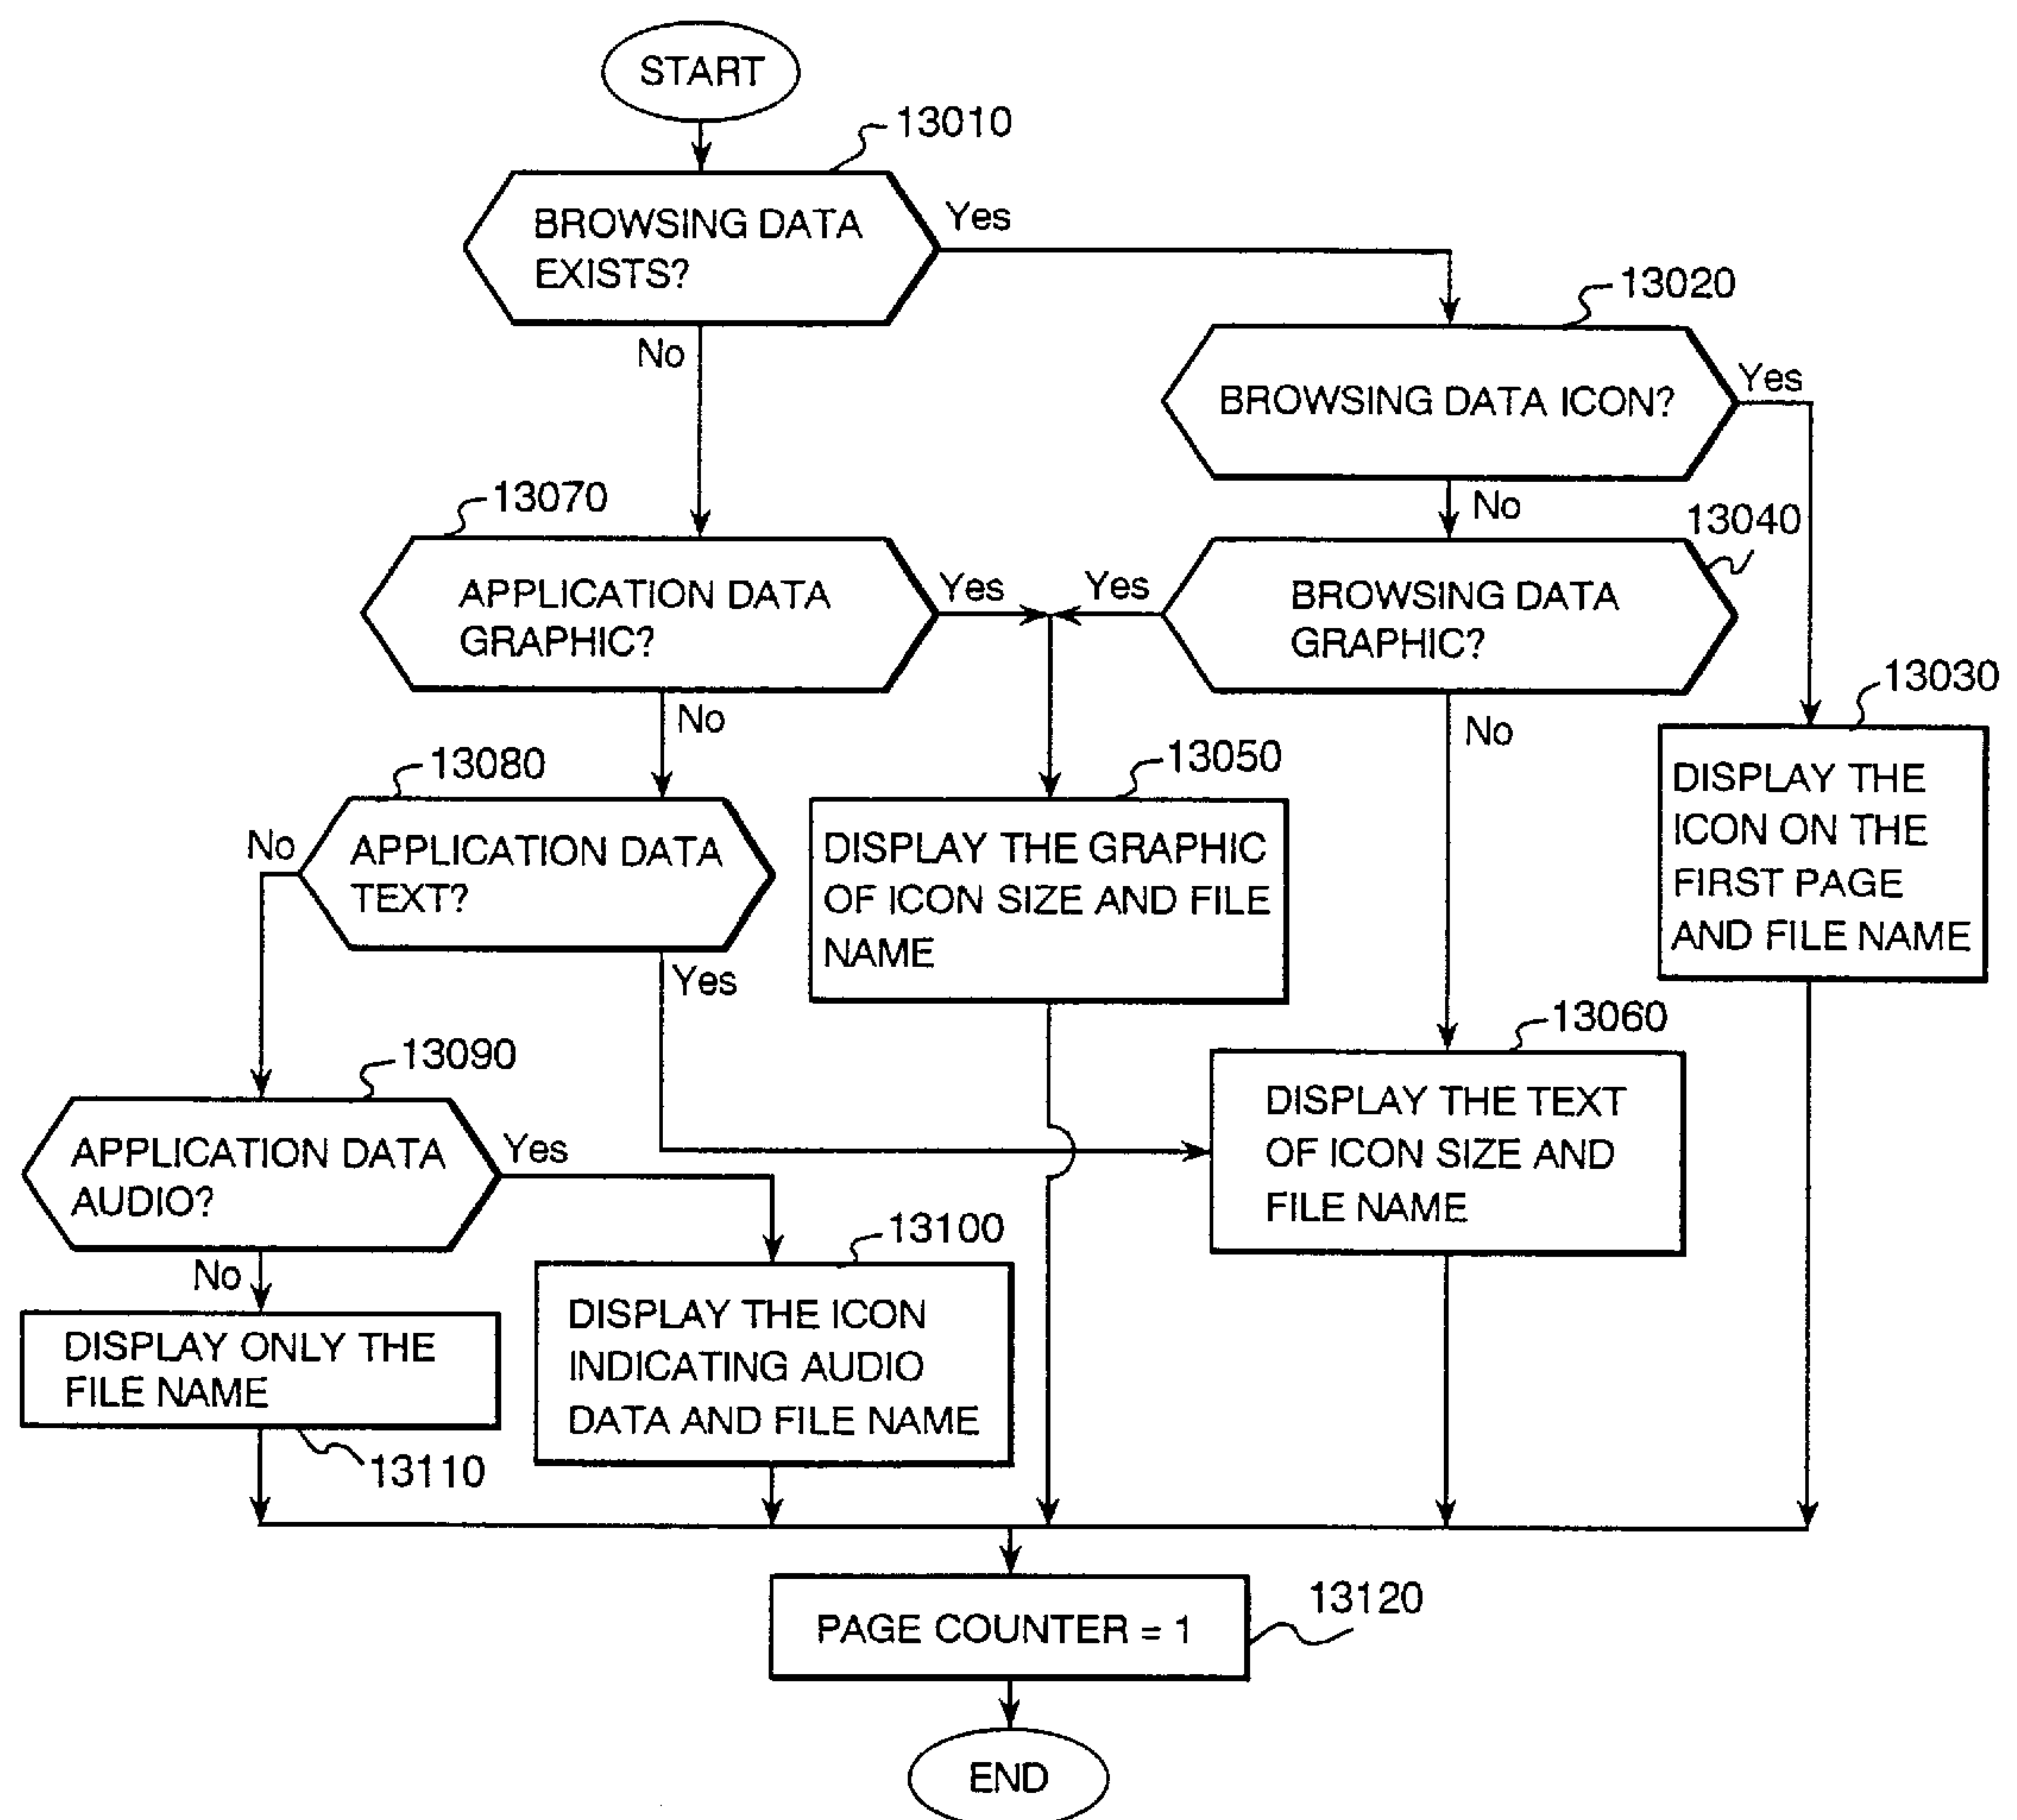 START
13010
BROWSING DATA
EXISTS?
Yes
No
13020
BROWSING DATA ICON?
Yes
No
13070
APPLICATION DATA
GRAPHIC?
Yes
No
13040
BROWSING DATA
GRAPHIC?
Yes
No
13030
DISPLAY THE
ICON ON THE
FIRST PAGE
AND FILE NAME
13080
APPLICATION DATA
TEXT?
No
Yes
13050
DISPLAY THE GRAPHIC
OF ICON SIZE AND FILE
NAME
13060
DISPLAY THE TEXT
OF ICON SIZE AND
FILE NAME
13090
APPLICATION DATA
AUDIO?
Yes
No
13100
DISPLAY THE ICON
INDICATING AUDIO
DATA AND FILE NAME
DISPLAY ONLY THE
FILE NAME
13110
PAGE COUNTER = 1
13120
END